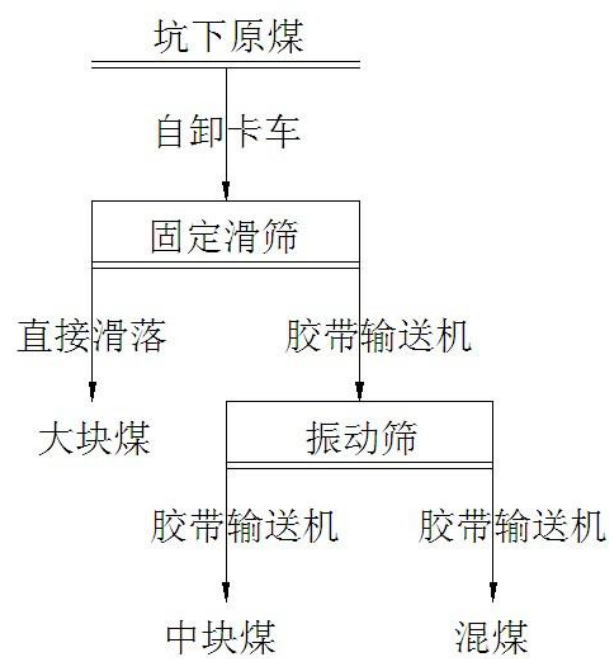 坑下原煤
自卸卡车
固定滑筛
直接滑落
胶带输送机
大块煤
振动筛
胶带输送机
胶带输送机
中块煤
混煤